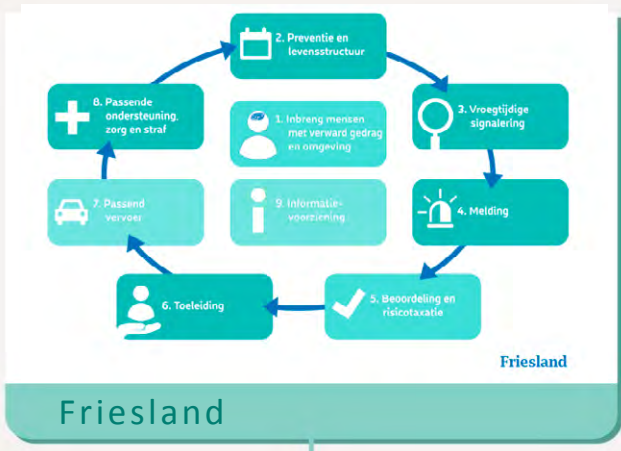 2. Preventie en
levensstructuur
8. Passende
ondersteuning,
zorg en straf
1. Inbreng mensen
met verward gedrag
en omgeving
3. Vroegtijdige
signalering
7. Passend
vervoer
9. Informatie-
voorziening
4. Melding
6. Toeleiding
5. Beoordeling en
risicotaxatie
Friesland
Friesland